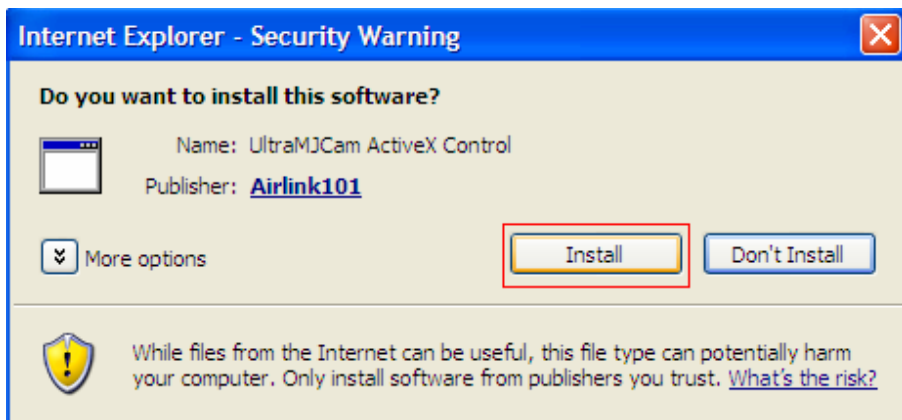 Internet Explorer - Security Warning
Do you want to install this software?
Name: UltraMJCam ActiveX Control
Publisher: Airlink101
More options
Install
Don't Install
While files from the Internet can be useful, this file type can potentially harm
your computer. Only install software from publishers you trust. What's the risk?